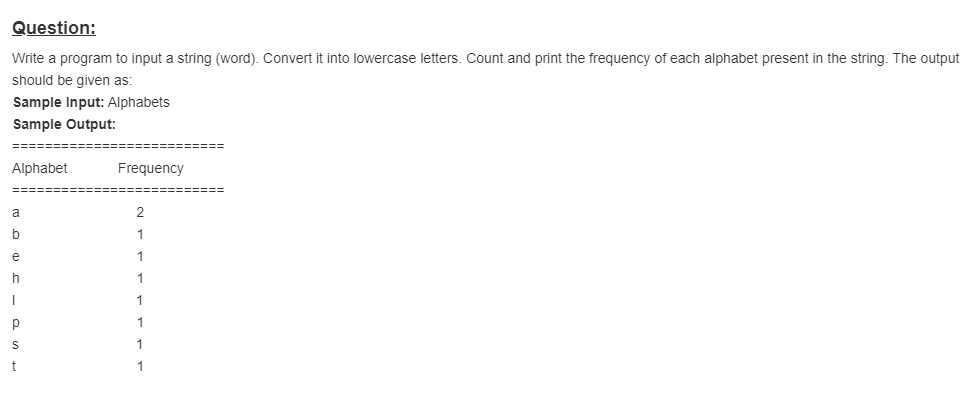 Question:
Write a program to input a string (word). Convert it into lowercase letters. Count and print the frequency of each alphabet present in the string. The output
should be given as:
Sample Input: Alphabets
Sample Output:
==========================
Alphabet Frequency
==========================
a 2
b 1
e 1
h 1
l 1
p 1
s 1
t 1